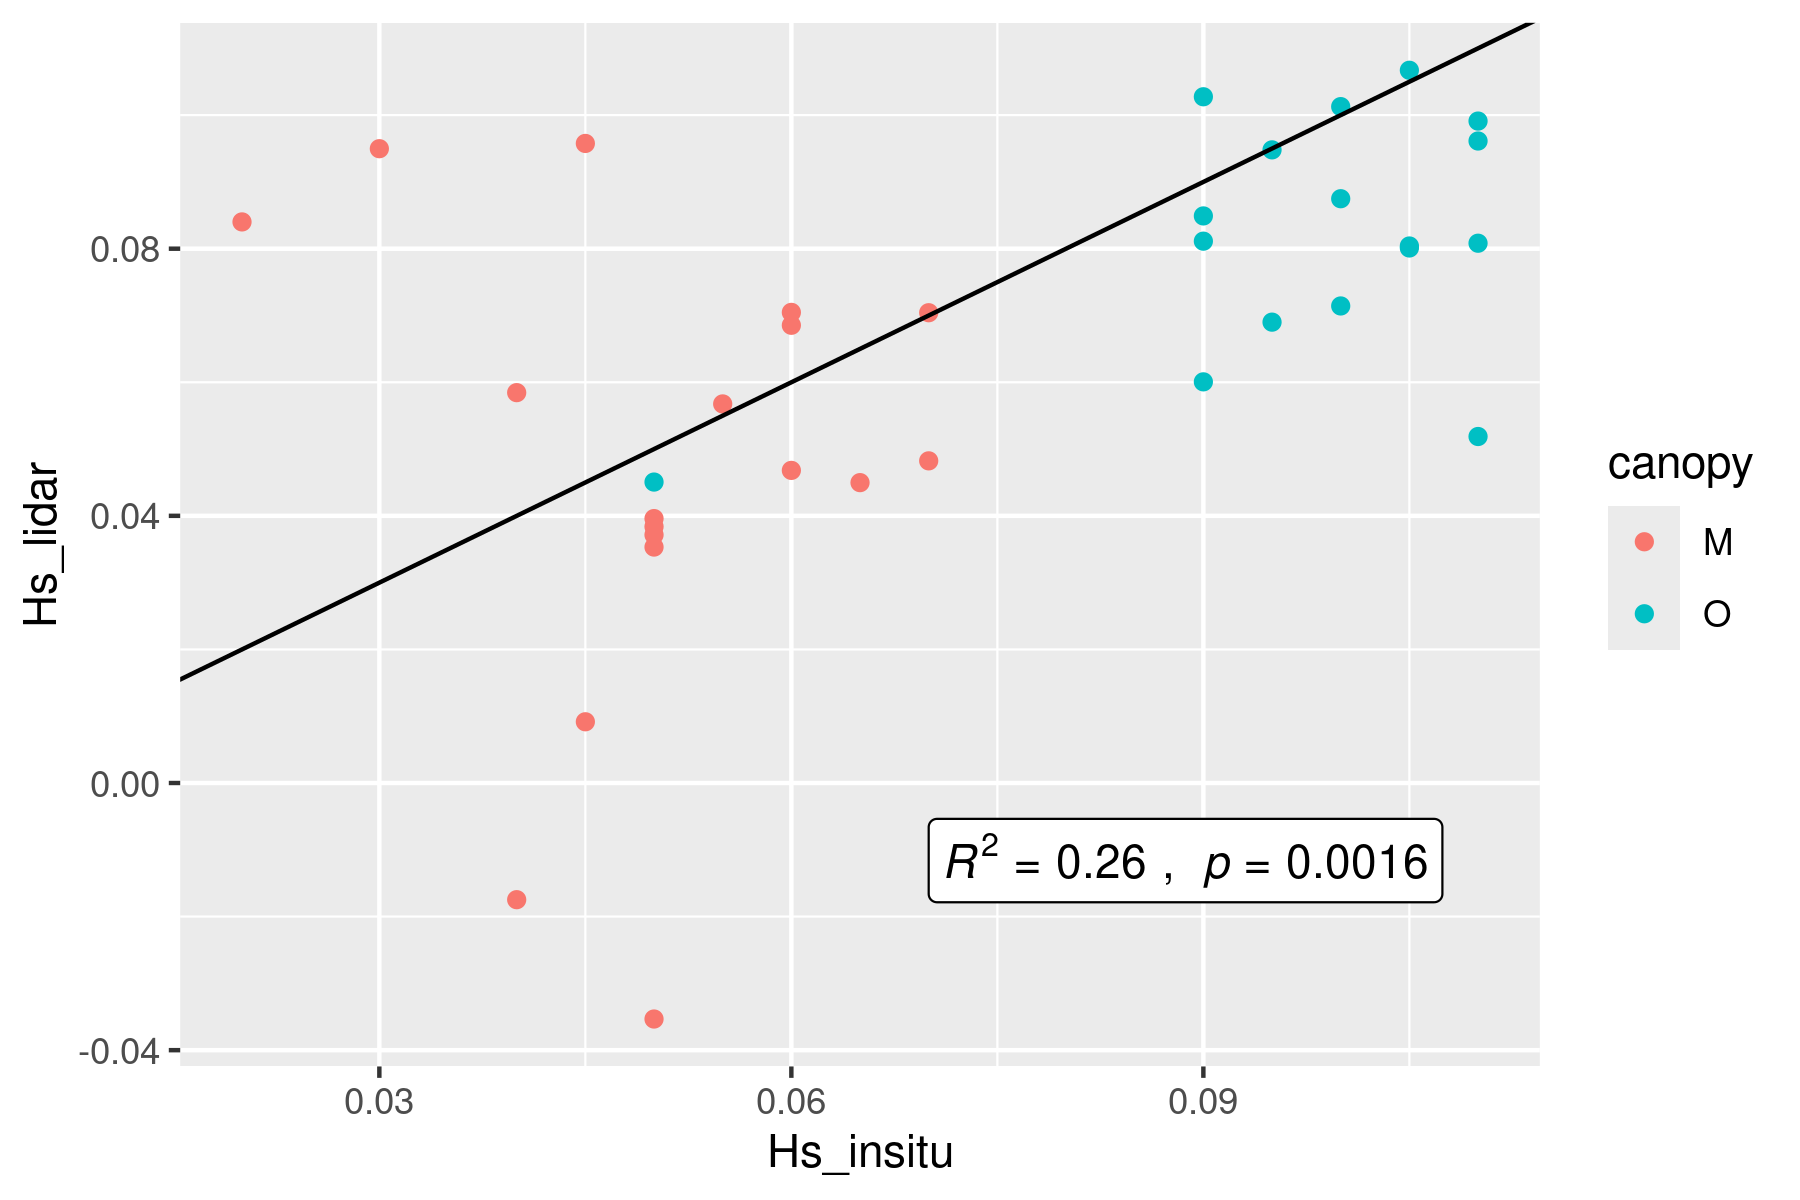 0.08
0.04
0.00
-0.04
Hs_lidar
R² = 0.26 , p = 0.0016
0.03 0.06 0.09
Hs_insitu
canopy
M
O